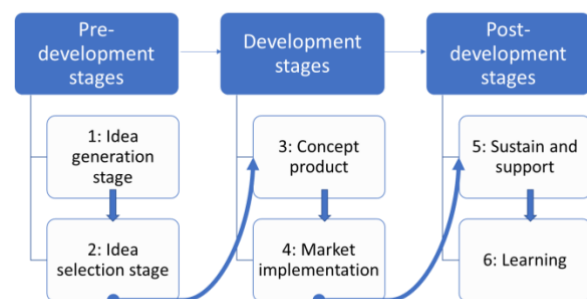 Pre-
development
stages
Development
stages
Post-
development
stages
1: Idea
generation
stage
2: Idea
selection stage
3: Concept
product
4: Market
implementation
5: Sustain and
support
6: Learning